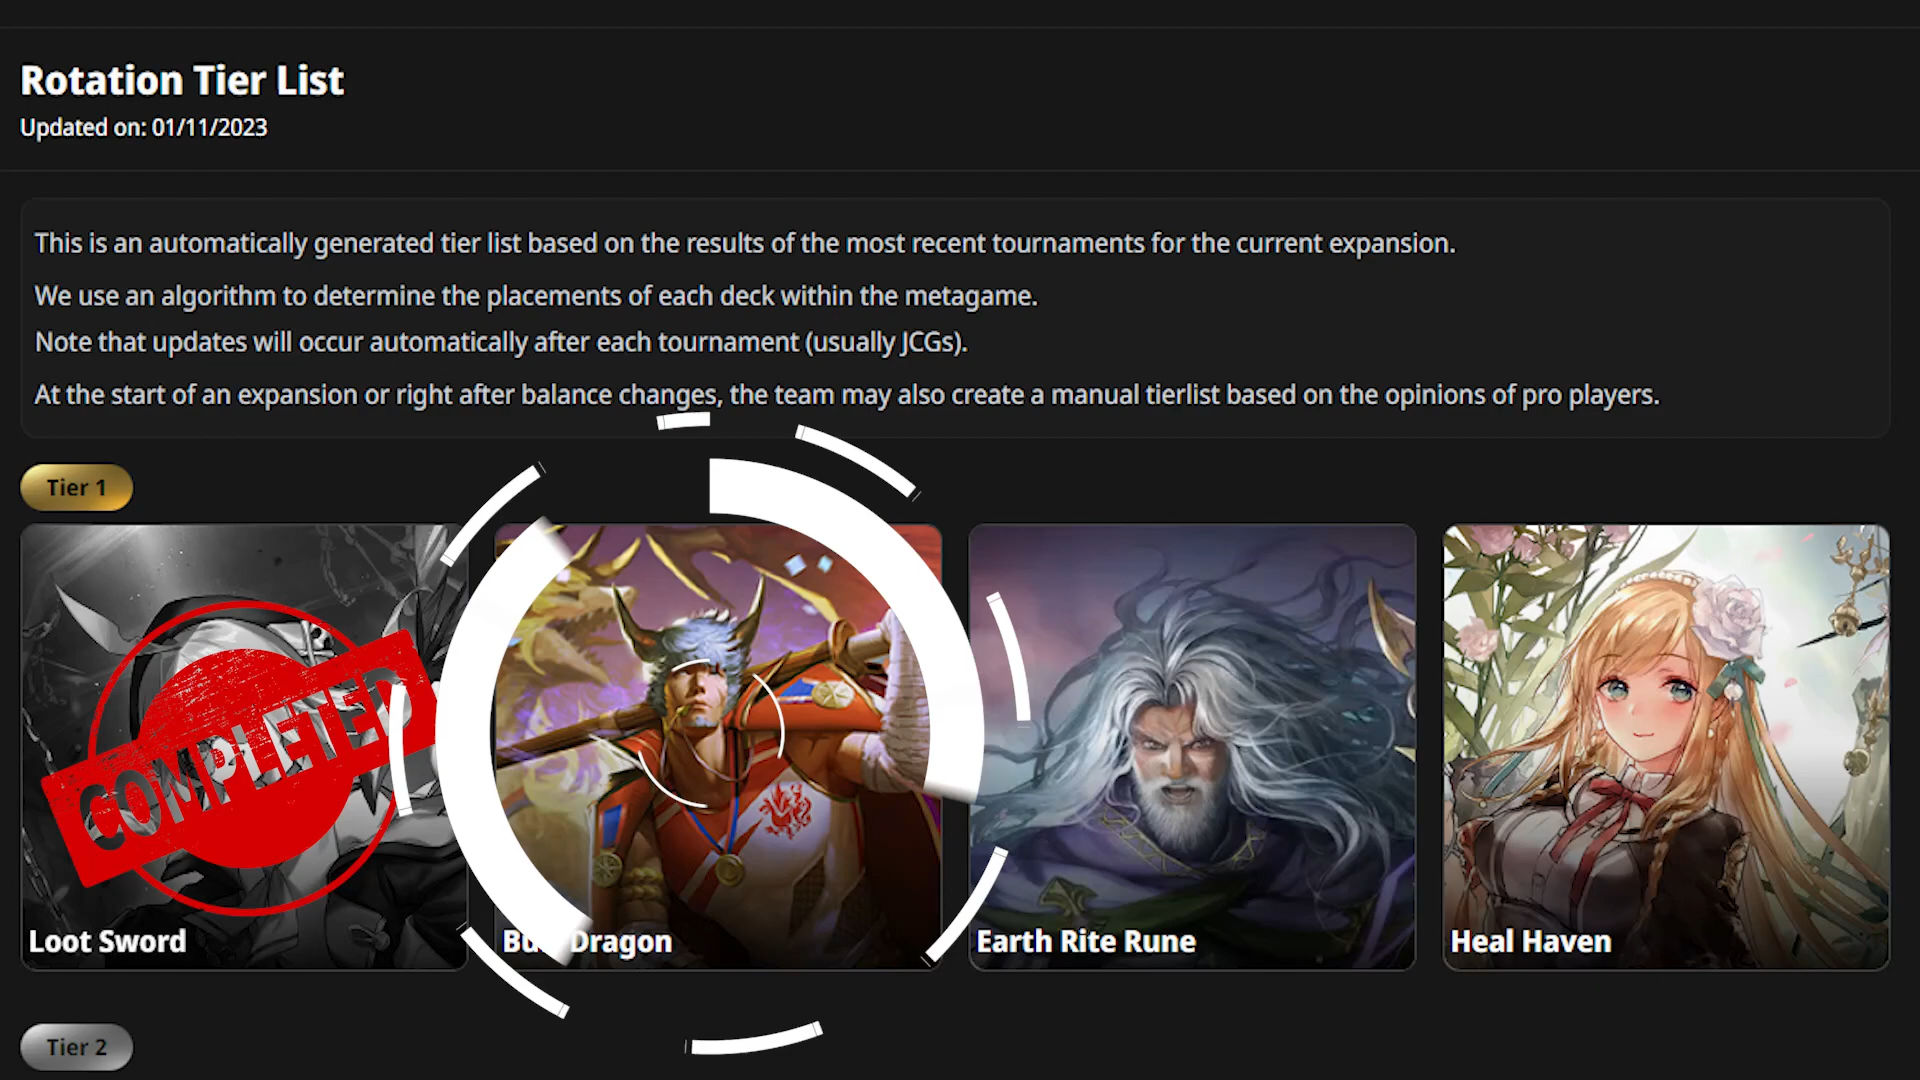 Rotation Tier List
Updated on: 01/11/2023
This is an automatically generated tier list based on the results of the most recent tournaments for the current expansion.
We use an algorithm to determine the placements of each deck within the metagame.
Note that updates will occur automatically after each tournament (usually JCGs).
At the start of an expansion or right after balance changes, the team may also create a manual tierlist based on the opinions of pro players.
Tier 1
COMPLETED
Loot Sword
Dragon
Earth Rite Rune
Heal Haven
Tier 2